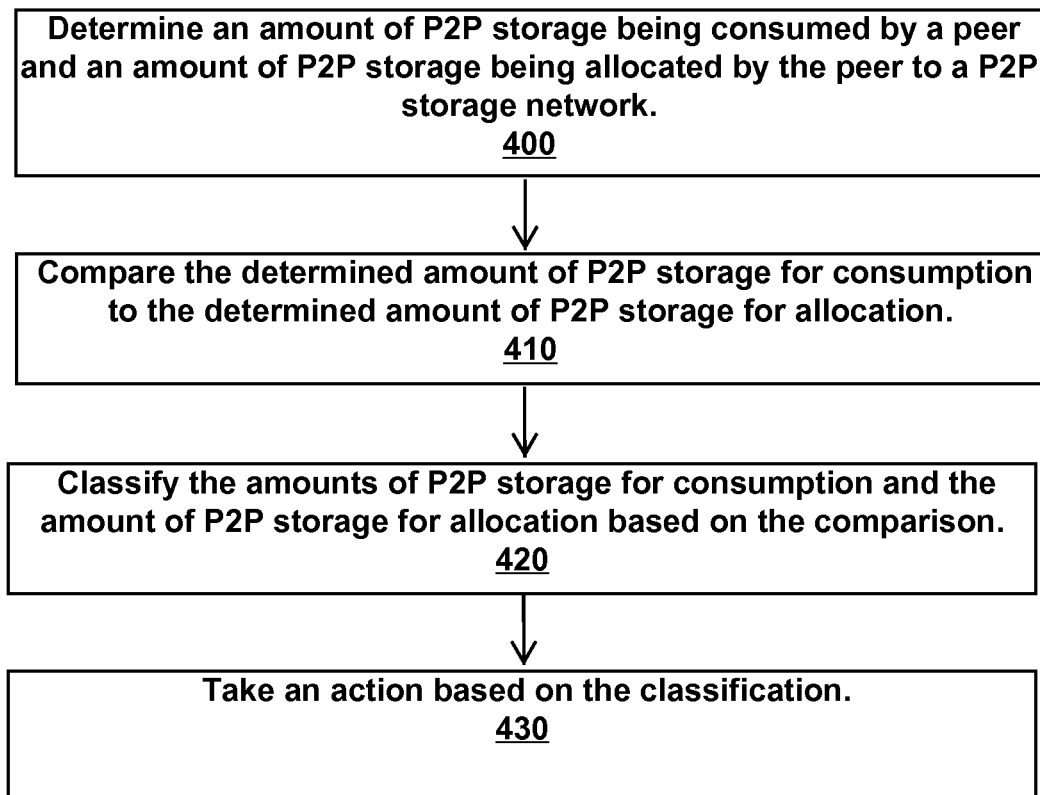 Determine an amount of P2P storage being consumed by a peer
and an amount of P2P storage being allocated by the peer to a P2P
storage network.
400
Compare the determined amount of P2P storage for consumption
to the determined amount of P2P storage for allocation.
410
Classify the amounts of P2P storage for consumption and the
amount of P2P storage for allocation based on the comparison.
420
Take an action based on the classification.
430